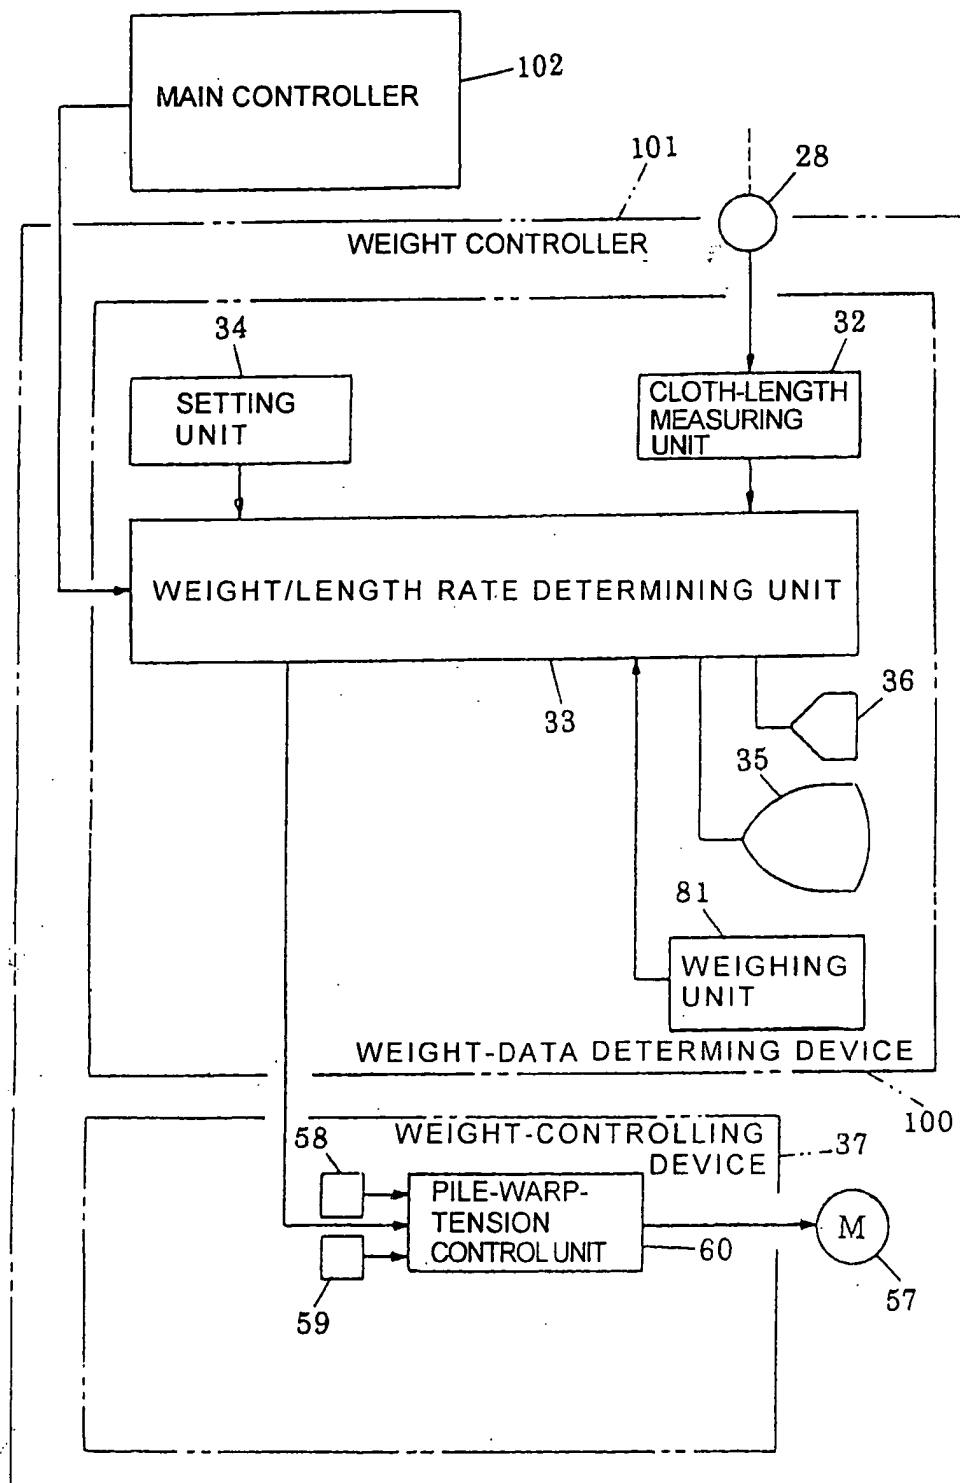 MAIN CONTROLLER
102
101
28
WEIGHT CONTROLLER
34
32
SETTING
UNIT
CLOTH-LENGTH
MEASURING
UNIT
WEIGHT/LENGTH RATE DETERMINING UNIT
33
36
35
81
WEIGHING
UNIT
WEIGHT-DATA DETERMING DEVICE
100
WEIGHT-CONTROLLING
DEVICE
37
58
PILE-WARP-
TENSION
CONTROL UNIT
60
M
57
59